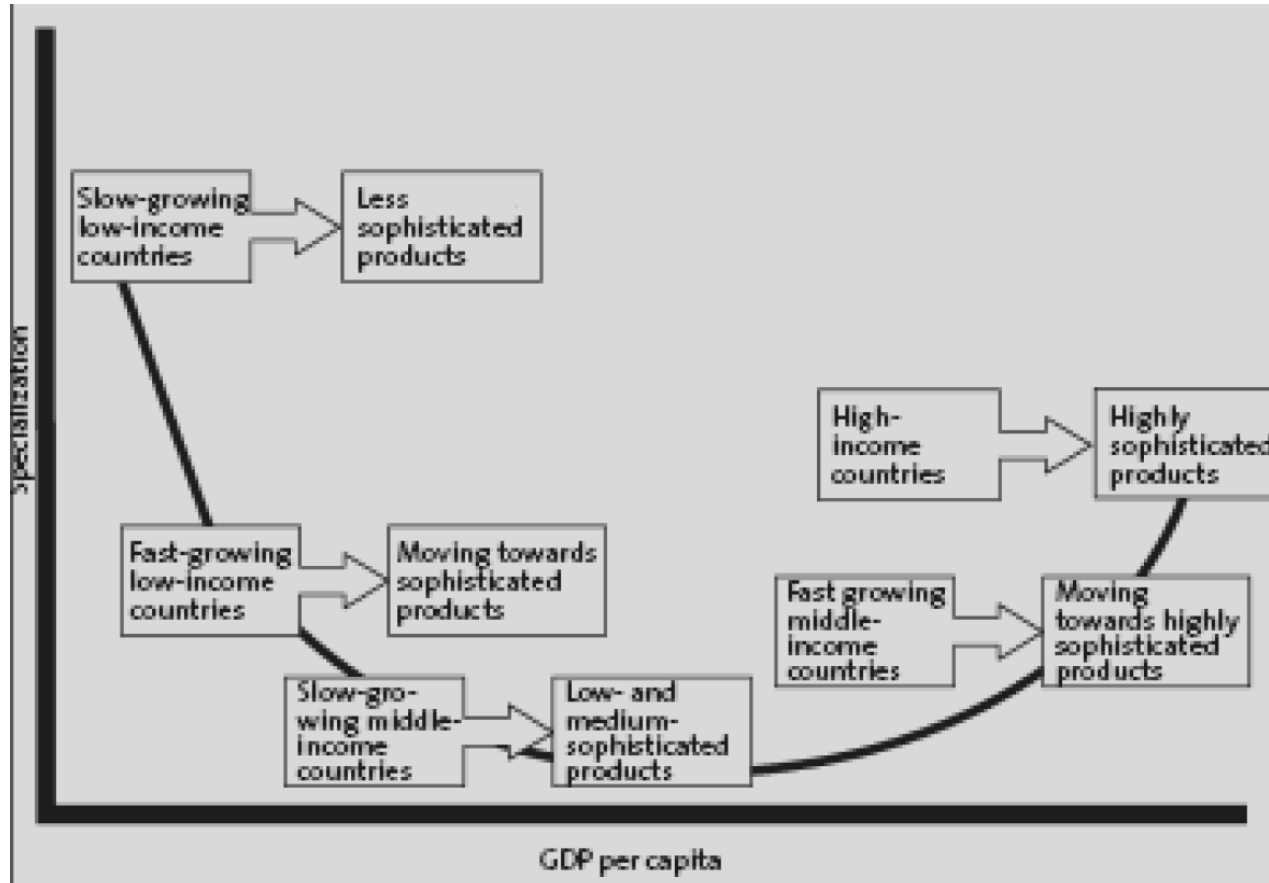 Specialization
Slow-growing
low-income
countries
Less
sophisticated
products
High-
income
countries
Highly
sophisticated
products
Fast-growing
low-income
countries
Moving towards
sophisticated
products
Fast growing
middle-
income
countries
Moving
towards highly
sophisticated
products
Slow-gro-
wing middle-
income
countries
Low- and
medium-
sophisticated
products
GDP per capita